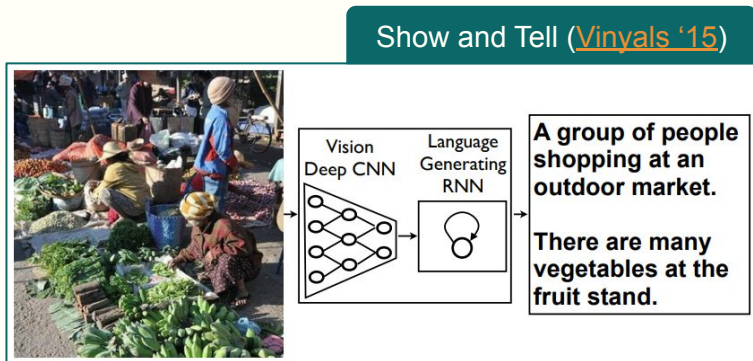 Show and Tell (Vinyals ‘15)
Vision
Deep CNN
Language
Generating
RNN
A group of people
shopping at an
outdoor market.
There are many
vegetables at the
fruit stand.